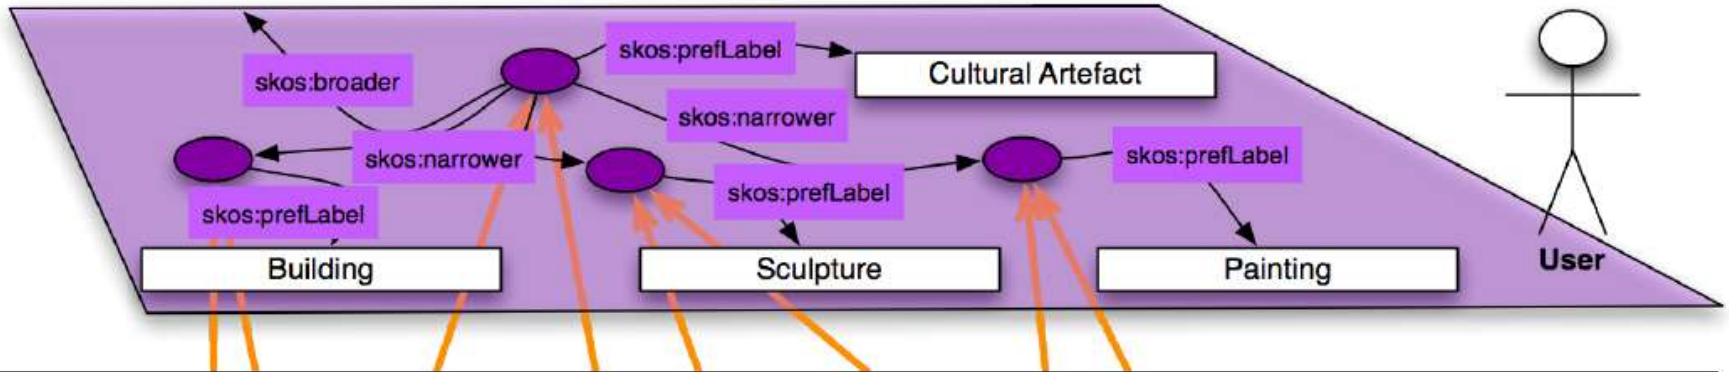 skos:prefLabel
Cultural Artefact
skos:broader
skos:narrower
skos:narrower
skos:prefLabel
skos:prefLabel
skos:prefLabel
Building
Sculpture
Painting
User